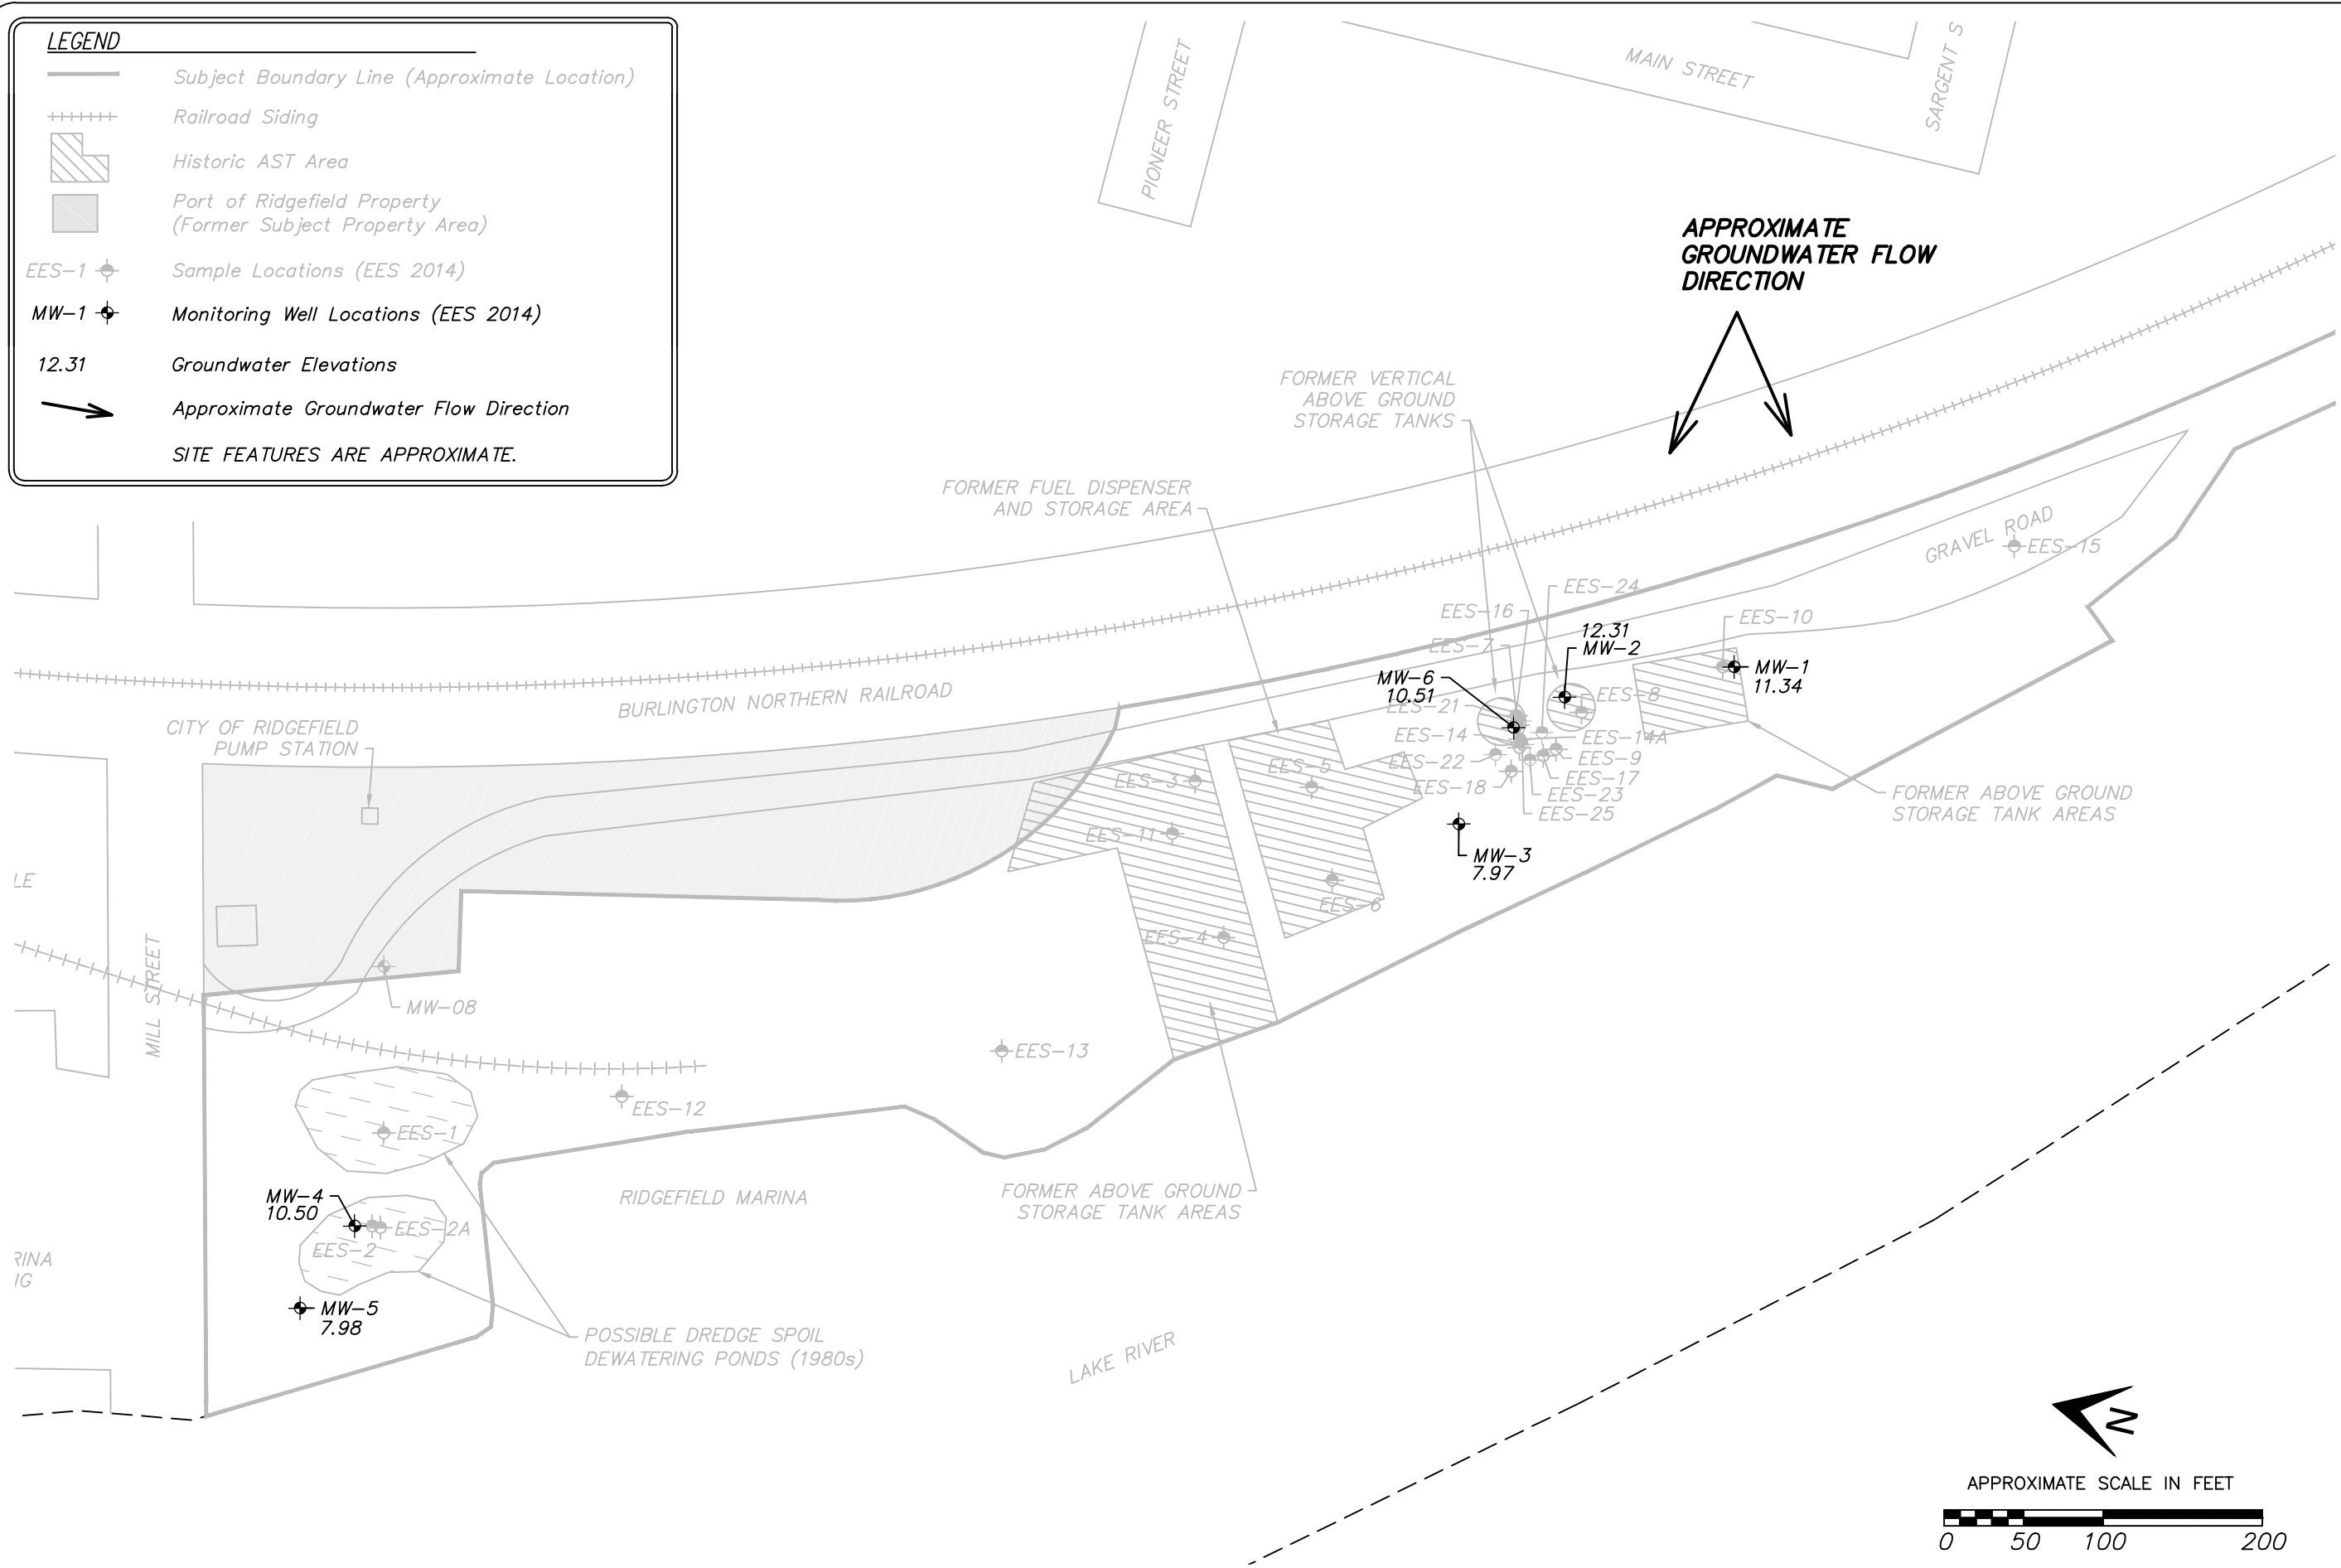 LEGEND
Subject Boundary Line (Approximate Location)
Railroad Siding
Historic AST Area
Port of Ridgefield Property
(Former Subject Property Area)
EES-1 Sample Locations (EES 2014)
MW-1 Monitoring Well Locations (EES 2014)
12.31 Groundwater Elevations
Approximate Groundwater Flow Direction
SITE FEATURES ARE APPROXIMATE.
PIONEER STREET
MAIN STREET
SARGENT S
APPROXIMATE
GROUNDWATER FLOW
DIRECTION
FORMER VERTICAL
ABOVE GROUND
STORAGE TANKS
FORMER FUEL DISPENSER
AND STORAGE AREA
GRAVEL ROAD
EES-15
EES-24
EES-16
EES-10
12.31
MW-2
EES-7
MW-1
11.34
MW-6
10.51
EES-8
EES-21
EES-14
EES-14A
EES-22
EES-9
EES-18
EES-17
EES-23
EES-25
BURLINGTON NORTHERN RAILROAD
CITY OF RIDGEFIELD
PUMP STATION
EES-3
EES-5
FORMER ABOVE GROUND
STORAGE TANK AREAS
EES-11
MW-3
7.97
EES-6
EES-4
LE
MILL STREET
MW-08
EES-13
EES-12
EES-1
MW-4
10.50
EES-2A
EES-2
RIDGEFIELD MARINA
FORMER ABOVE GROUND
STORAGE TANK AREAS
RINA
IG
MW-5
7.98
POSSIBLE DREDGE SPOIL
DEWATERING PONDS (1980s)
LAKE RIVER
N
APPROXIMATE SCALE IN FEET
0 50 100 200